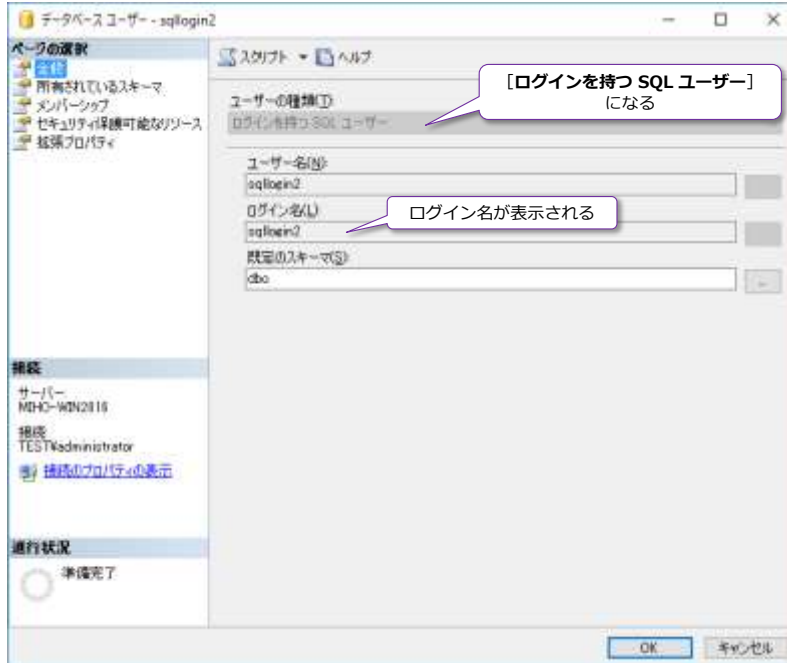 データベース ユーザー - sqllogin2
ページの選択
全般
所有されているスキーマ
メンバーシップ
セキュリティ保護可能なリソース
拡張プロパティ
スクリプト
ヘルプ
ユーザーの種類(T):
ログインを持つ SQL ユーザー
[ログインを持つ SQL ユーザー]
になる
ユーザー名(N):
sqllogin2
ログイン名(L):
sqllogin2
ログイン名が表示される
既定のスキーマ(S):
dbo
...
接続
サーバー
MIHO-WIN2016
接続
TEST¥administrator
接続のプロパティの表示
進行状況
準備完了
OK
キャンセル